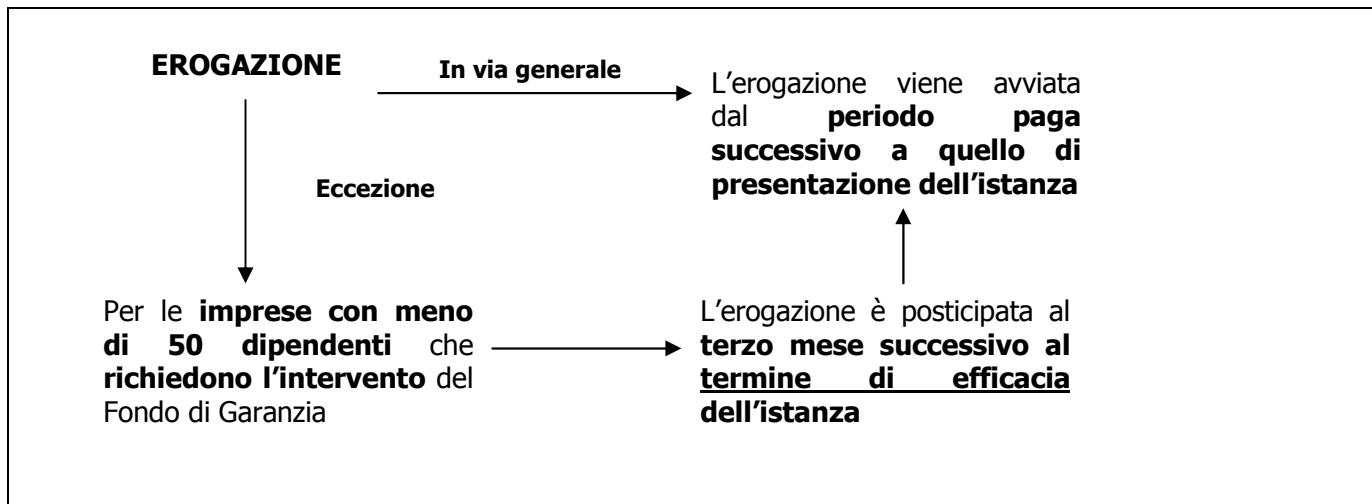 EROGAZIONE
In via generale
L’erogazione viene avviata
dal periodo paga
successivo a quello di
presentazione dell’istanza
Eccezione
Per le imprese con meno
di 50 dipendenti che
richiedono l’intervento del
Fondo di Garanzia
L’erogazione è posticipata al
terzo mese successivo al
termine di efficacia
dell’istanza